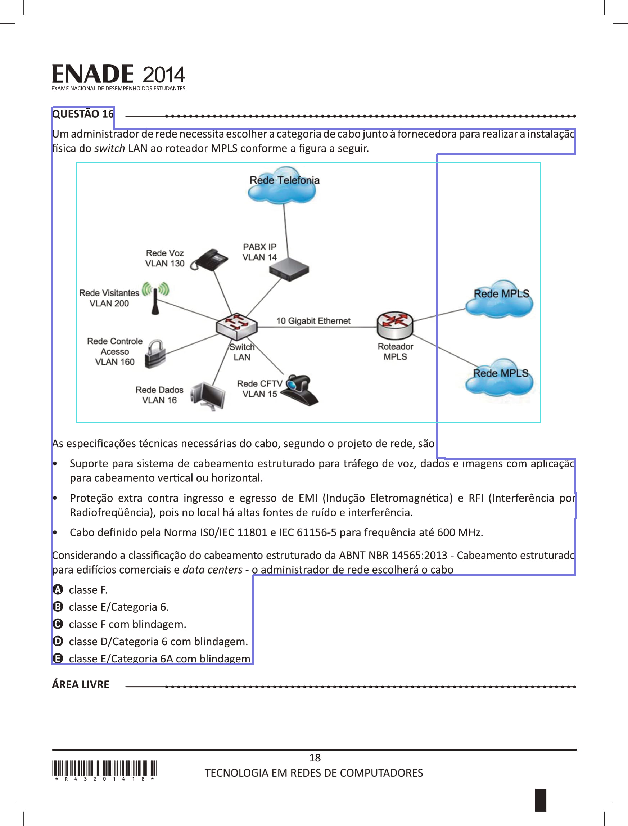 ENADE 2014
EXAME NACIONAL DE DESEMPENHO DOS ESTUDANTES
QUESTÃO 16
Um administrador de rede necessita escolher a categoria de cabo junto à fornecedora para realizar a instalação
física do switch LAN ao roteador MPLS conforme a figura a seguir.
Rede Telefonia
PABX IP
VLAN 14
Rede Voz
VLAN 130
Rede Visitantes
VLAN 200
Rede MPLS
10 Gigabit Ethernet
Rede Controle
Acesso
VLAN 160
Switch
LAN
Roteador
MPLS
Rede MPLS
Rede Dados
VLAN 16
Rede CFTV
VLAN 15
As especificações técnicas necessárias do cabo, segundo o projeto de rede, são
• Suporte para sistema de cabeamento estruturado para tráfego de voz, dados e imagens com aplicação
para cabeamento vertical ou horizontal.
• Proteção extra contra ingresso e egresso de EMI (Indução Eletromagnética) e RFI (Interferência por
Radiofreqüência), pois no local há altas fontes de ruído e interferência.
• Cabo definido pela Norma IS0/IEC 11801 e IEC 61156-5 para frequência até 600 MHz.
Considerando a classificação do cabeamento estruturado da ABNT NBR 14565:2013 - Cabeamento estruturado
para edifícios comerciais e data centers - o administrador de rede escolherá o cabo
A classe F.
B classe E/Categoria 6.
C classe F com blindagem.
D classe D/Categoria 6 com blindagem.
E classe E/Categoria 6A com blindagem
ÁREA LIVRE
18
TECNOLOGIA EM REDES DE COMPUTADORES
* R 4 3 2 0 1 4 1 8 *